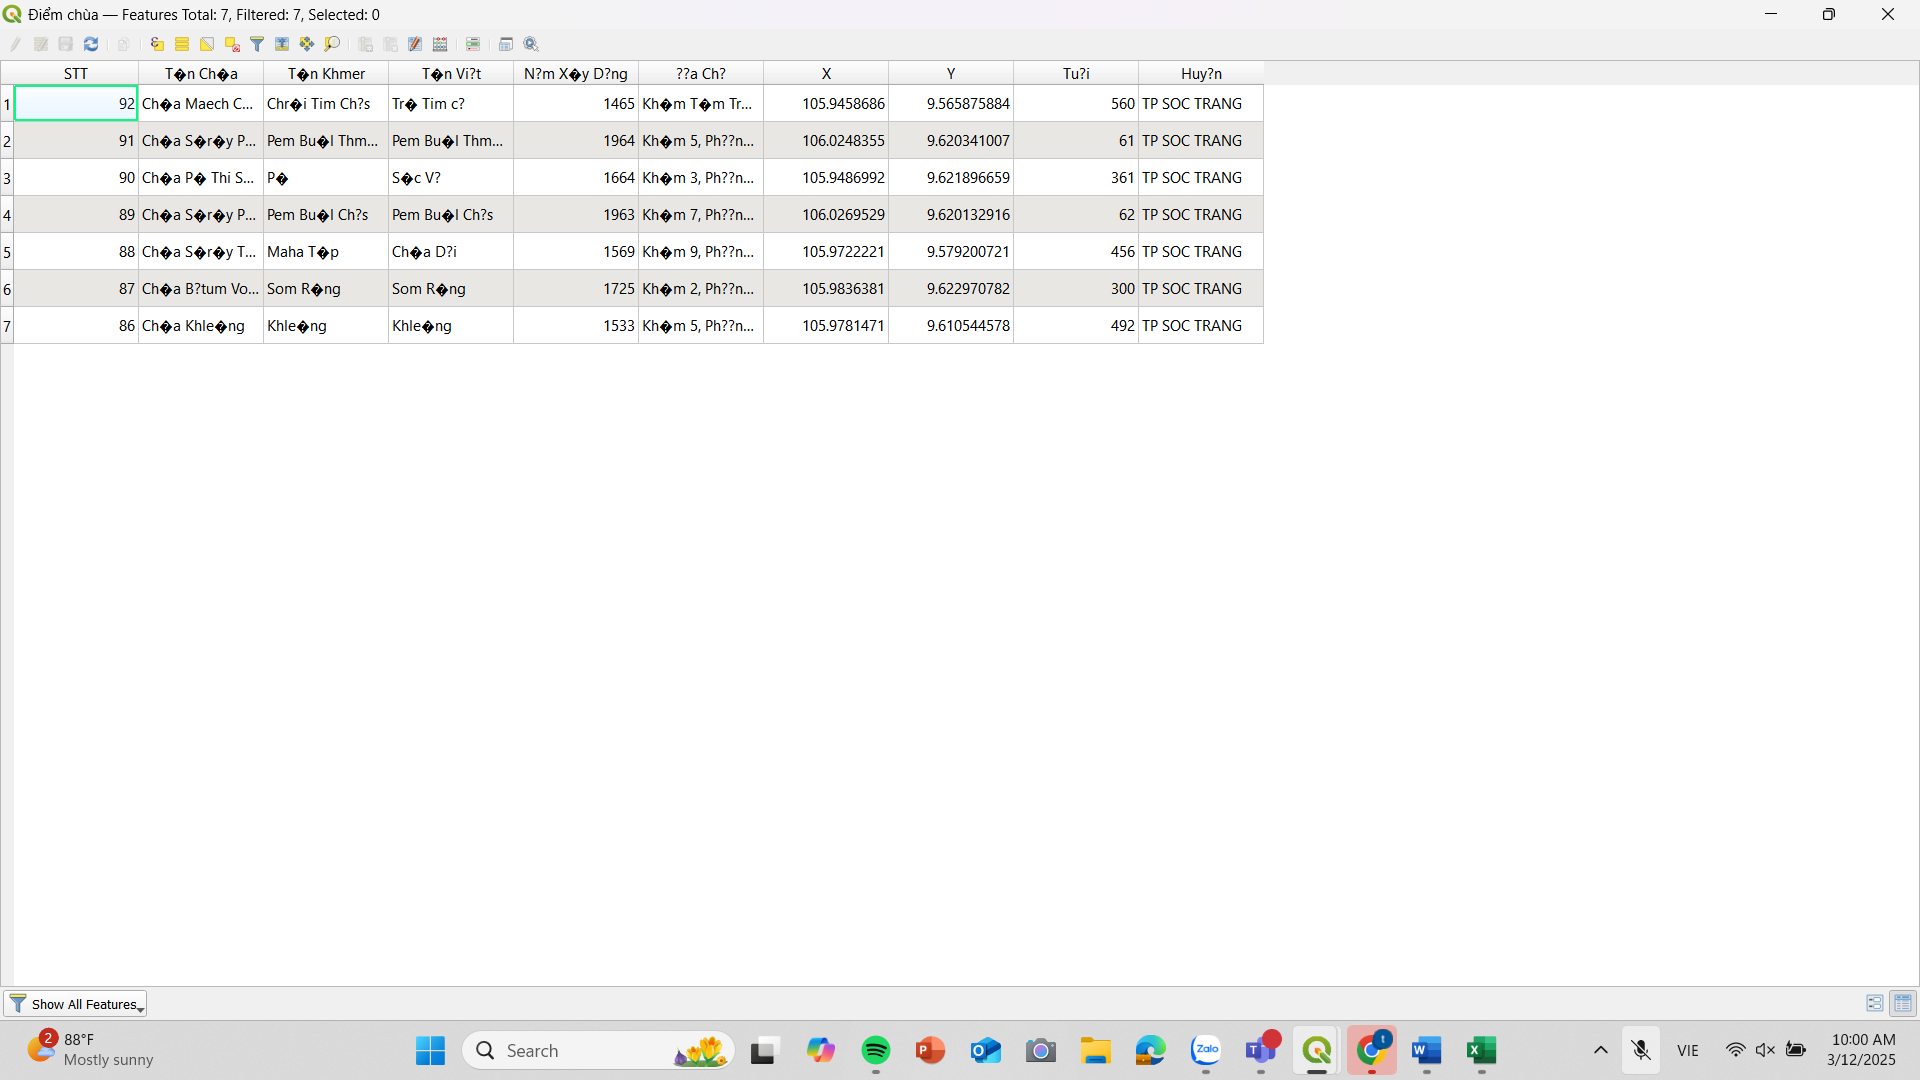 Điểm chùa — Features Total: 7, Filtered: 7, Selected: 0
STT T�n Ch�a T�n Khmer T�n Vi?t N?m X�y D?ng ??a Ch? X Y Tu?i Huy?n
1 92 Ch�a Maech C... Chr�i Tim Ch?s Tr� Tim c? 1465 Kh�m T�m Tr... 105.9458686 9.565875884 560 TP SOC TRANG
2 91 Ch�a S�r�y P... Pem Bu�l Thm... Pem Bu�l Thm... 1964 Kh�m 5, Ph??n... 106.0248355 9.620341007 61 TP SOC TRANG
3 90 Ch�a P� Thi S... P� S�c V? 1664 Kh�m 3, Ph??n... 105.9486992 9.621896659 361 TP SOC TRANG
4 89 Ch�a S�r�y P... Pem Bu�l Ch?s Pem Bu�l Ch?s 1963 Kh�m 7, Ph??n... 106.0269529 9.620132916 62 TP SOC TRANG
5 88 Ch�a S�r�y T... Maha T�p Ch�a D?i 1569 Kh�m 9, Ph??n... 105.9722221 9.579200721 456 TP SOC TRANG
6 87 Ch�a B?tum Vo... Som R�ng Som R�ng 1725 Kh�m 2, Ph??n... 105.9836381 9.622970782 300 TP SOC TRANG
7 86 Ch�a Khle�ng Khle�ng Khle�ng 1533 Kh�m 5, Ph??n... 105.9781471 9.610544578 492 TP SOC TRANG
Show All Features
2 88°F
Mostly sunny
Search
Zalo
t
VIE
10:00 AM
3/12/2025